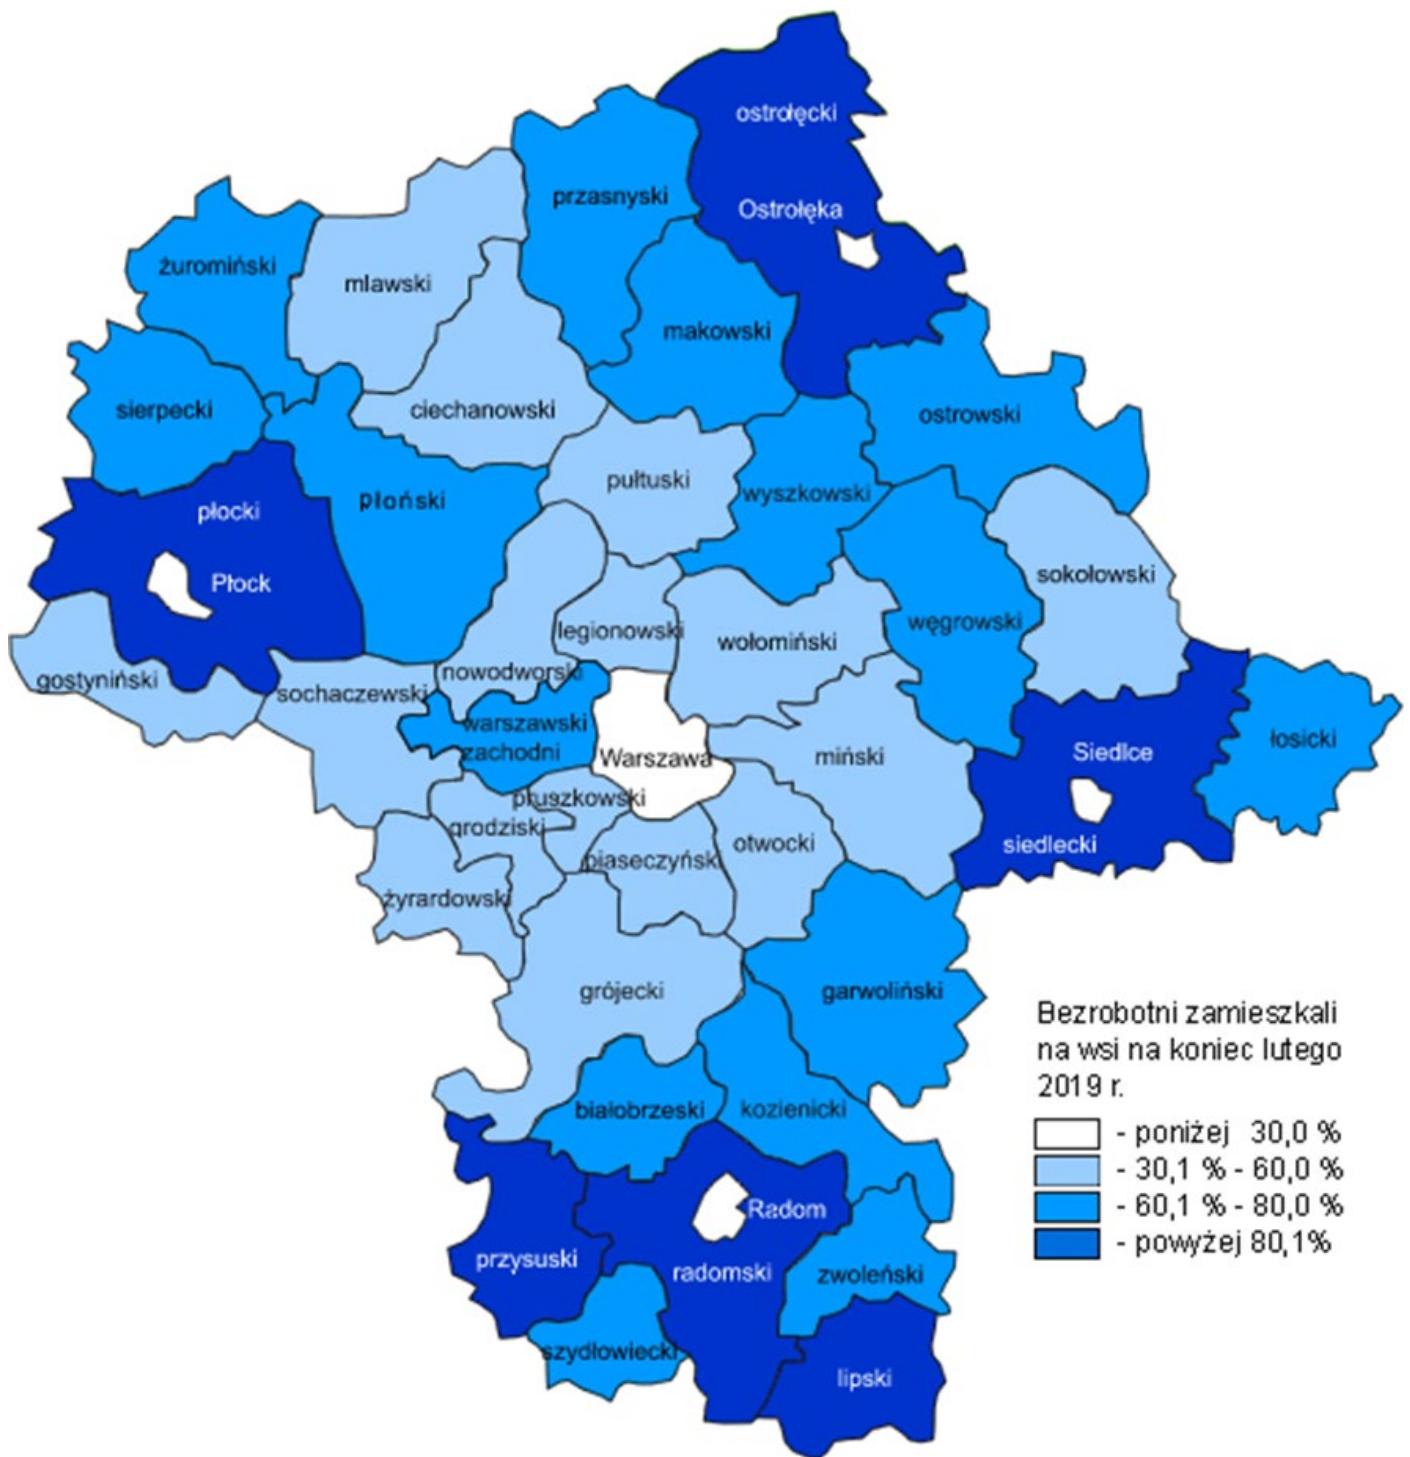 ostrołęcki
przasnyski
Ostrołęka
żuromiński
mlawski
makowski
sierpecki
ciechanowski
ostrowski
pułtuski
wyszkowski
płoński
płocki
Płock
sokołowski
węgrowski
legionowski
wołomiński
nowodworski
gostyniński
sochaczewski
warszawski
zachodni
Warszawa
miński
Siedlce
łosicki
pruszkowski
grodziski
otwocki
siedlecki
piaseczyński
żyrardowski
grójecki
garwoliński
Bezrobotni zamieszkali
na wsi na koniec lutego
2019 r.
białobrzeski
kozienicki
- poniżej 30,0 %
- 30,1 % - 60,0 %
- 60,1 % - 80,0 %
- powyżej 80,1%
Radom
przysuski
radomski
zwoleński
szydłowiecki
lipski